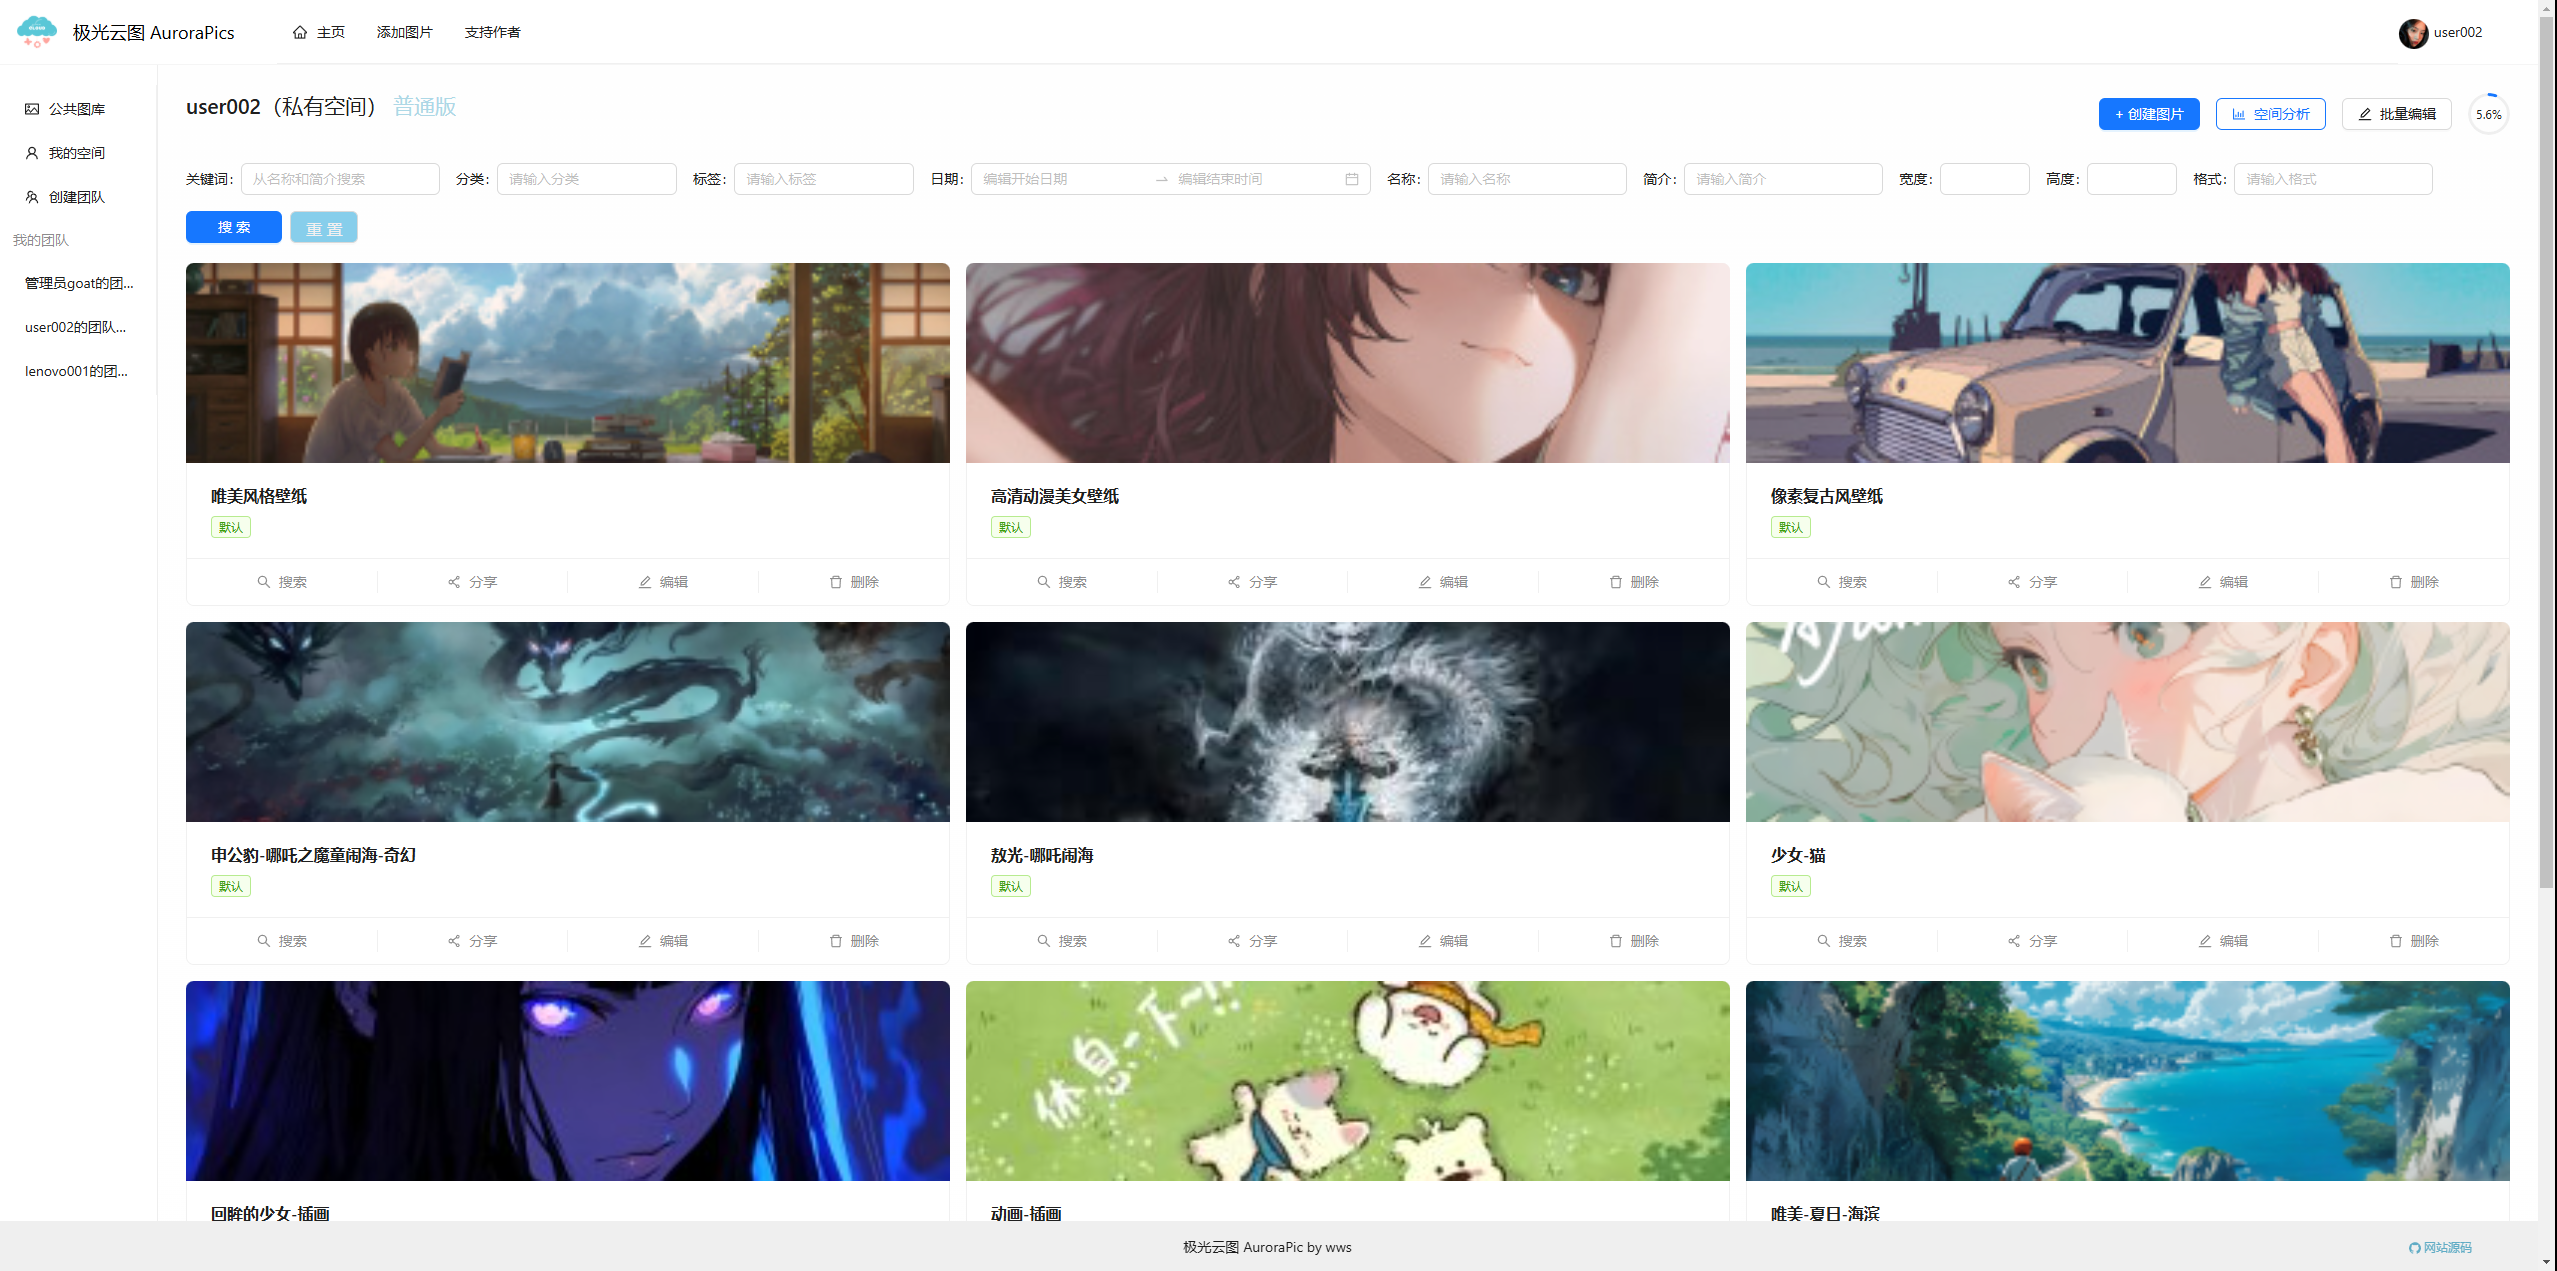 极光云图 AuroraPics
主页 添加图片 支持作者
user002
公共图库
我的空间
创建团队
我的团队
管理员goat的团...
user002的团队...
lenovo001的团...
user002（私有空间） 普通版
+ 创建图片 空间分析 批量编辑 5.6%
关键词： 从名称和简介搜索 分类： 请输入分类 标签： 请输入标签 日期： 编辑开始日期 → 编辑结束时间 名称： 请输入名称 简介： 请输入简介 宽度： 高度： 格式： 请输入格式
搜 索 重 置
唯美风格壁纸 高清动漫美女壁纸 像素复古风壁纸
默认 默认 默认
搜索 分享 编辑 删除 搜索 分享 编辑 删除 搜索 分享 编辑 删除
申公豹-哪吒之魔童闹海-奇幻 敖光-哪吒闹海 少女-猫
默认 默认 默认
搜索 分享 编辑 删除 搜索 分享 编辑 删除 搜索 分享 编辑 删除
休息一下~!!
回眸的少女-插画 动画-插画 唯美-夏日-海滨
极光云图 AuroraPic by wws
网站源码